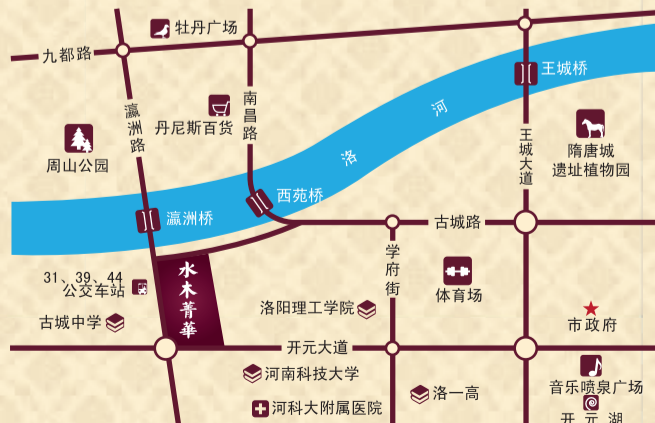 牡丹广场
九都路
王城桥
瀛洲路
丹尼斯百货
南昌路
洛河
王城大道
隋唐城
遗址植物园
周山公园
西苑桥
瀛洲桥
古城路
学府街
水木菁華
31、39、44
公交车站
体育场
洛阳理工学院
古城中学
市政府
开元大道
河南科技大学
洛一高
音乐喷泉广场
河科大附属医院
开元湖